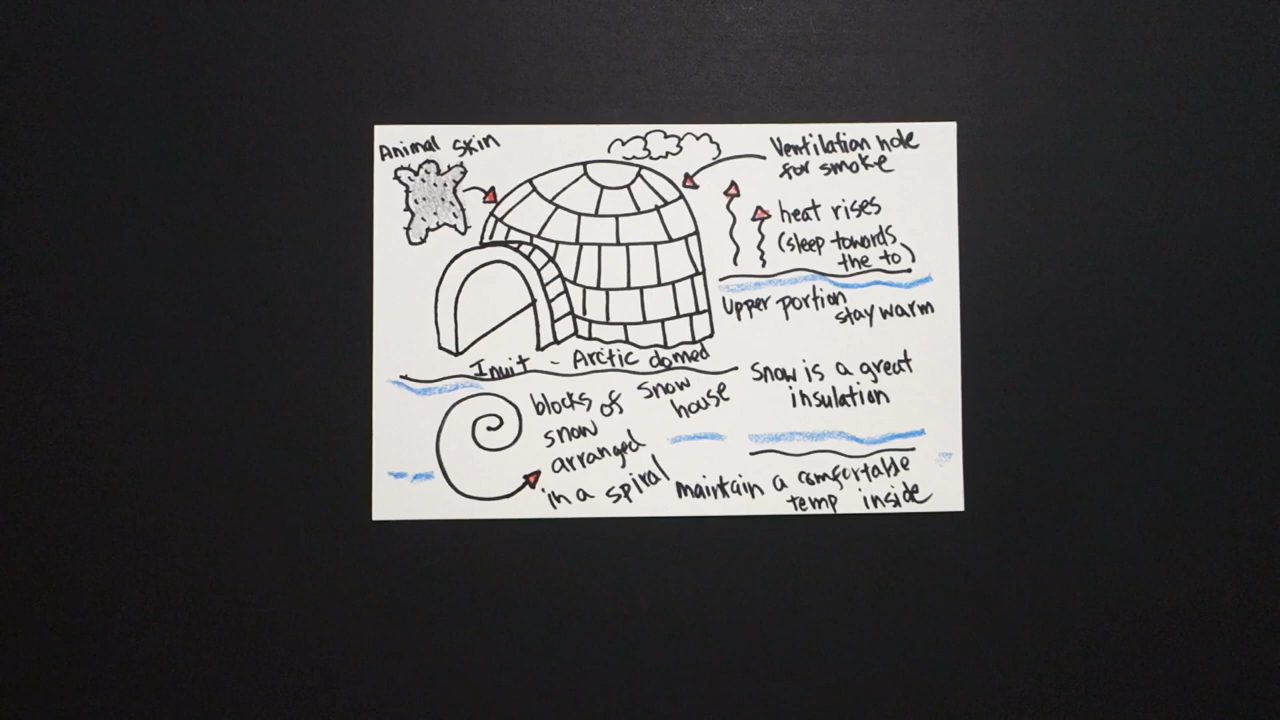 Animal Skin
Ventilation hole
for smoke
heat rises
(sleep towards
the to)
Upper portion
stay warm
Inuit - Arctic domed
snow
house
blocks of
snow
arranged
in a spiral
Snow is a great
insulation
maintain a comfortable
temp inside